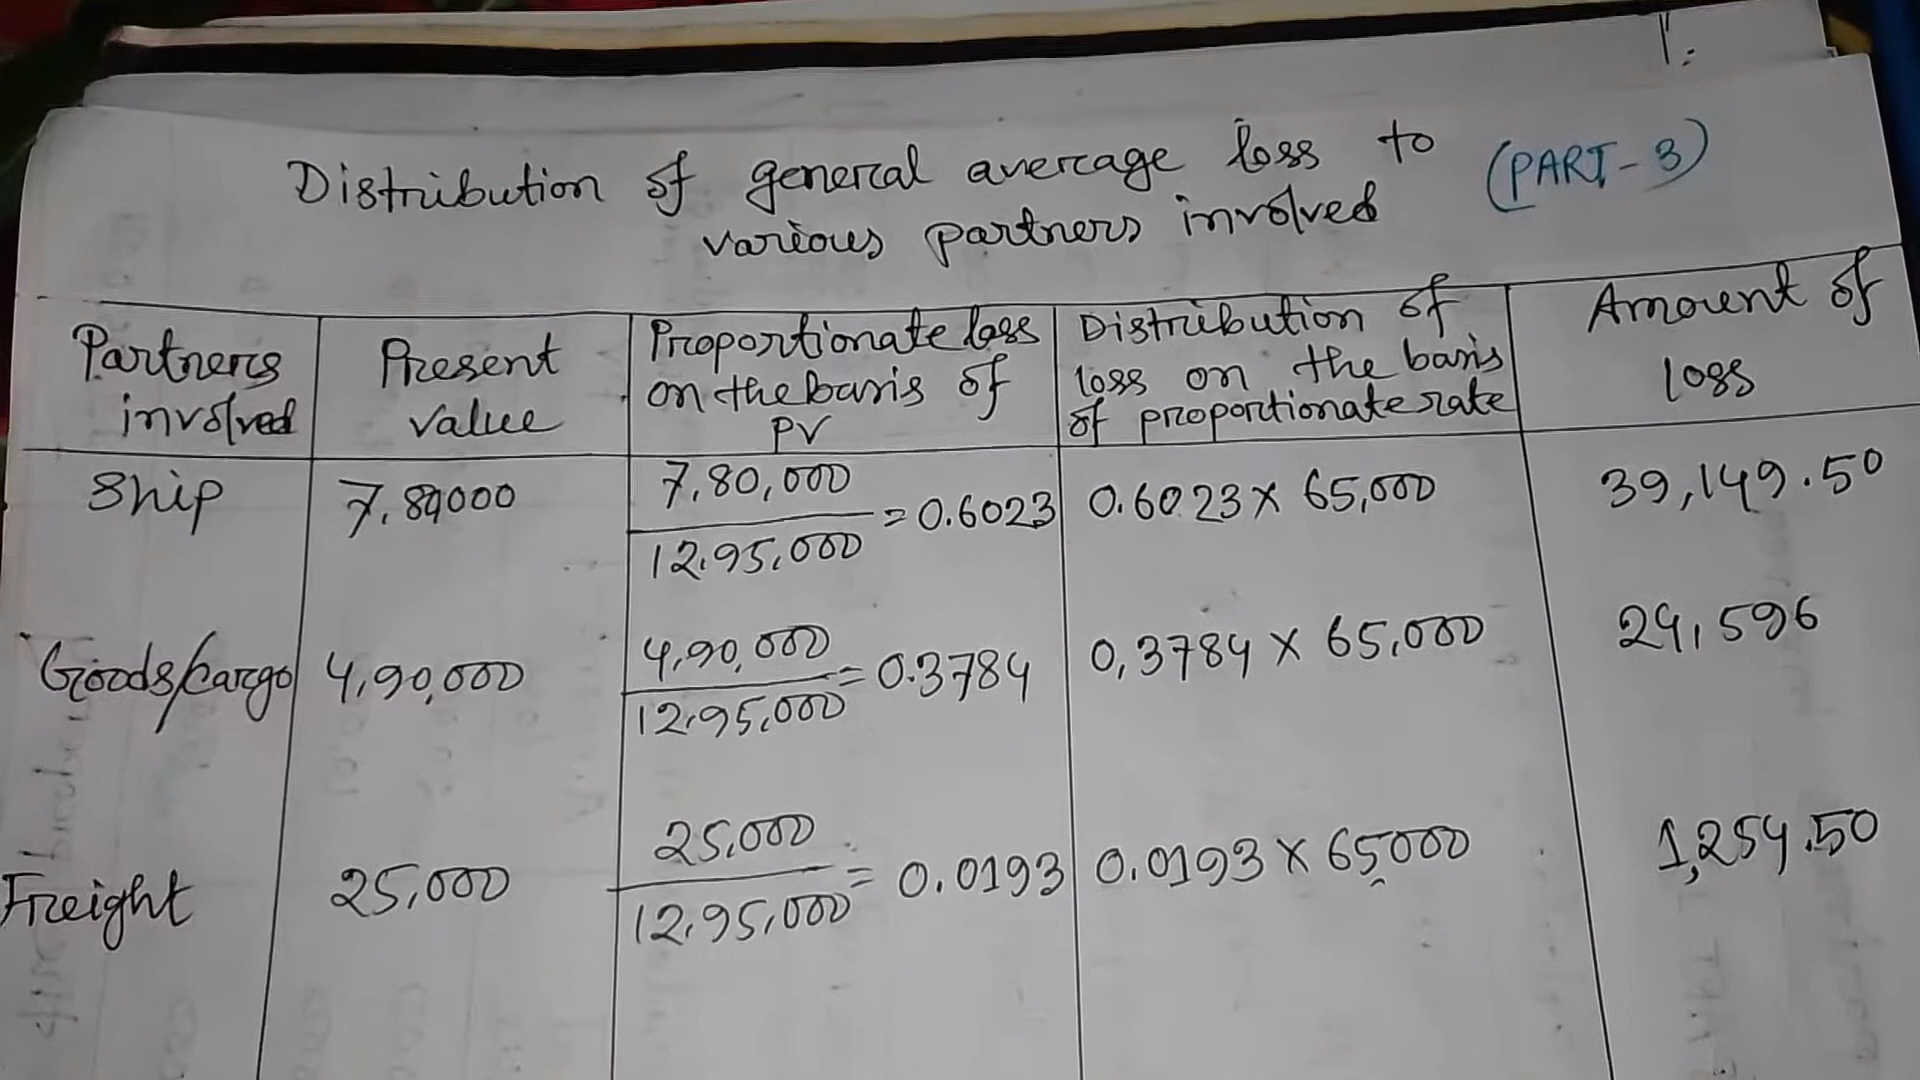 Distribution of general average loss to (PART-3)
various partners involved
Partners involved | Present value | Proportionate loss on the basis of PV | Distribution of loss on the basis of proportionate rate | Amount of loss
Ship | 7,80,000 | 7,80,000 / 12,95,000 = 0.6023 | 0.6023 × 65,000 | 39,149.50
Goods/cargo | 4,90,000 | 4,90,000 / 12,95,000 = 0.3784 | 0.3784 × 65,000 | 24,596
Freight | 25,000 | 25,000 / 12,95,000 = 0.0193 | 0.0193 × 65000 | 1,254.50